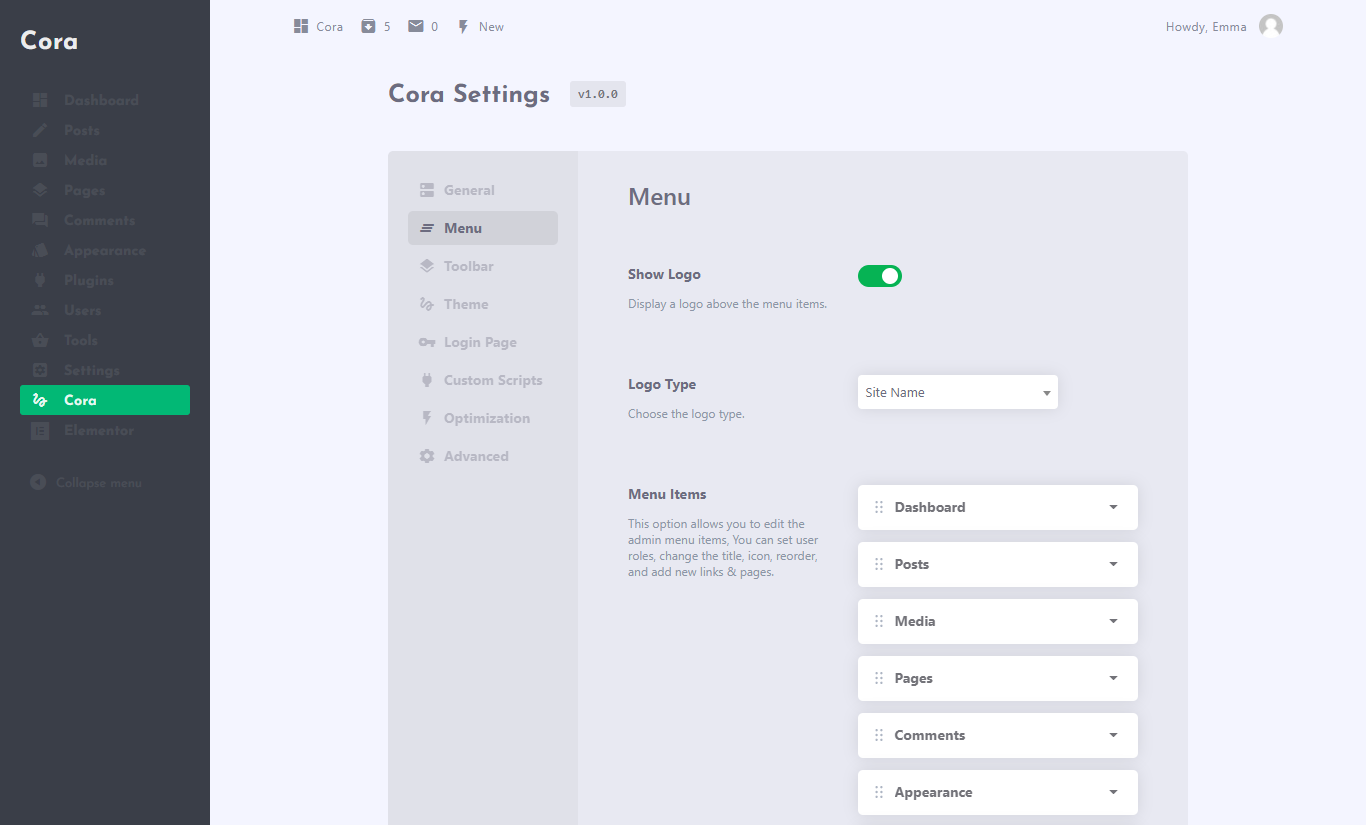 Cora
Dashboard
Posts
Media
Pages
Comments
Appearance
Plugins
Users
Tools
Settings
Cora
Elementor
Collapse menu
Cora 5 0 New
Howdy, Emma
Cora Settings v1.0.0
General
Menu
Toolbar
Theme
Login Page
Custom Scripts
Optimization
Advanced
Menu
Show Logo
Display a logo above the menu items.
Logo Type
Choose the logo type.
Site Name
Menu Items
This option allows you to edit the
admin menu items, You can set user
roles, change the title, icon, reorder,
and add new links & pages.
Dashboard
Posts
Media
Pages
Comments
Appearance